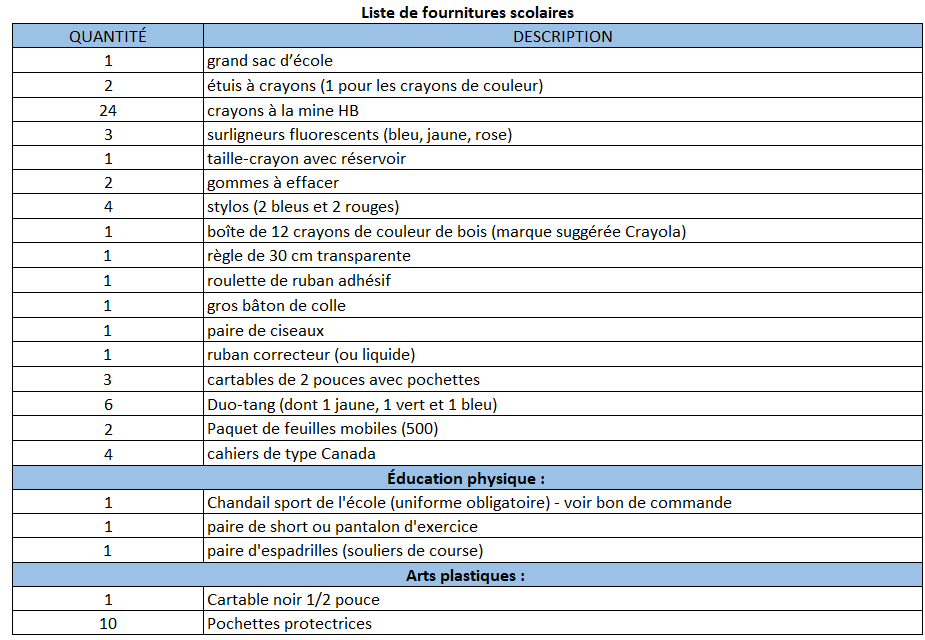 Liste de fournitures scolaires
QUANTITÉ DESCRIPTION
1 grand sac d’école
2 étuis à crayons (1 pour les crayons de couleur)
24 crayons à la mine HB
3 surligneurs fluorescents (bleu, jaune, rose)
1 taille-crayon avec réservoir
2 gommes à effacer
4 stylos (2 bleus et 2 rouges)
1 boîte de 12 crayons de couleur de bois (marque suggérée Crayola)
1 règle de 30 cm transparente
1 roulette de ruban adhésif
1 gros bâton de colle
1 paire de ciseaux
1 ruban correcteur (ou liquide)
3 cartables de 2 pouces avec pochettes
6 Duo-tang (dont 1 jaune, 1 vert et 1 bleu)
2 Paquet de feuilles mobiles (500)
4 cahiers de type Canada
Éducation physique :
1 Chandail sport de l'école (uniforme obligatoire) - voir bon de commande
1 paire de short ou pantalon d'exercice
1 paire d'espadrilles (souliers de course)
Arts plastiques :
1 Cartable noir 1/2 pouce
10 Pochettes protectrices